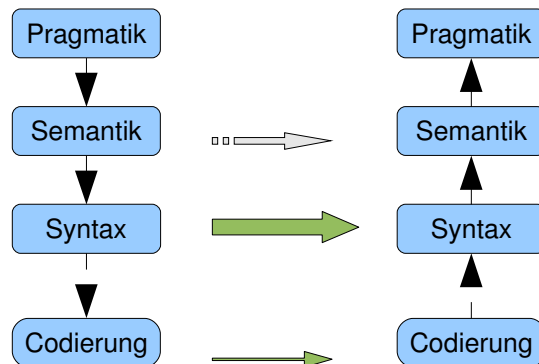 Pragmatik
Pragmatik
Semantik
Semantik
Syntax
Syntax
Codierung
Codierung